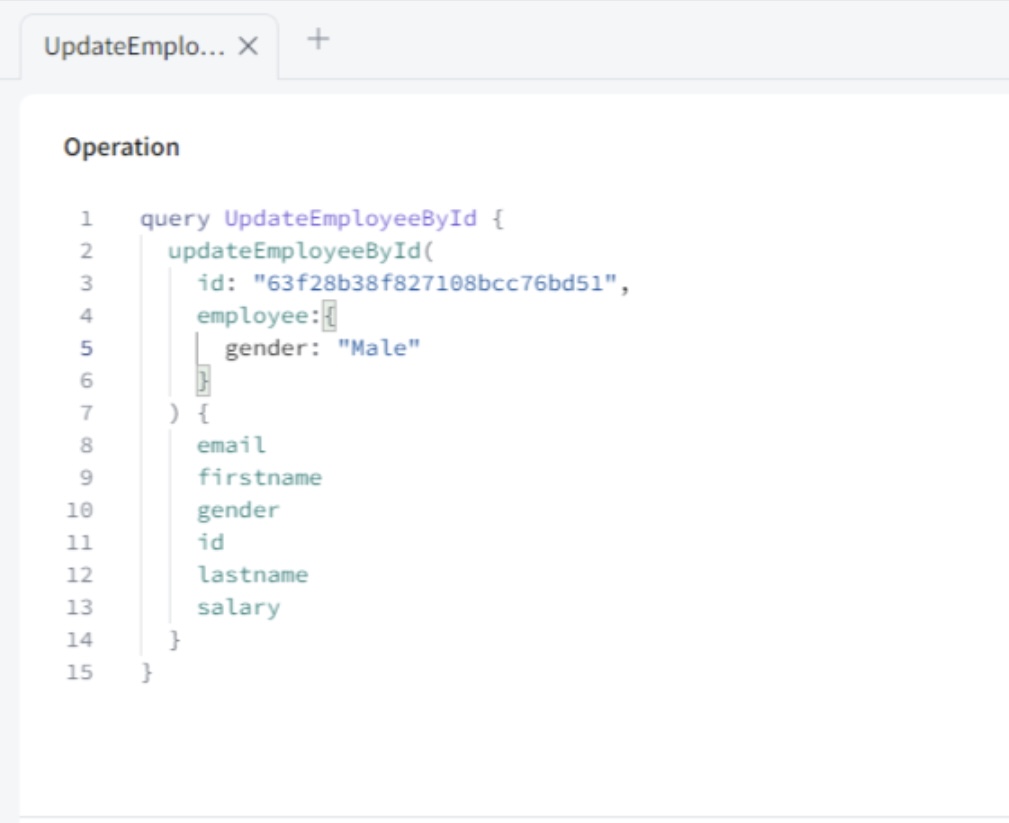 UpdateEmplo... × +
Operation
1 query UpdateEmployeeById {
2 updateEmployeeById(
3 id: "63f28b38f827108bcc76bd51",
4 employee:{
5 gender: "Male"
6 }
7 ) {
8 email
9 firstname
10 gender
11 id
12 lastname
13 salary
14 }
15 }